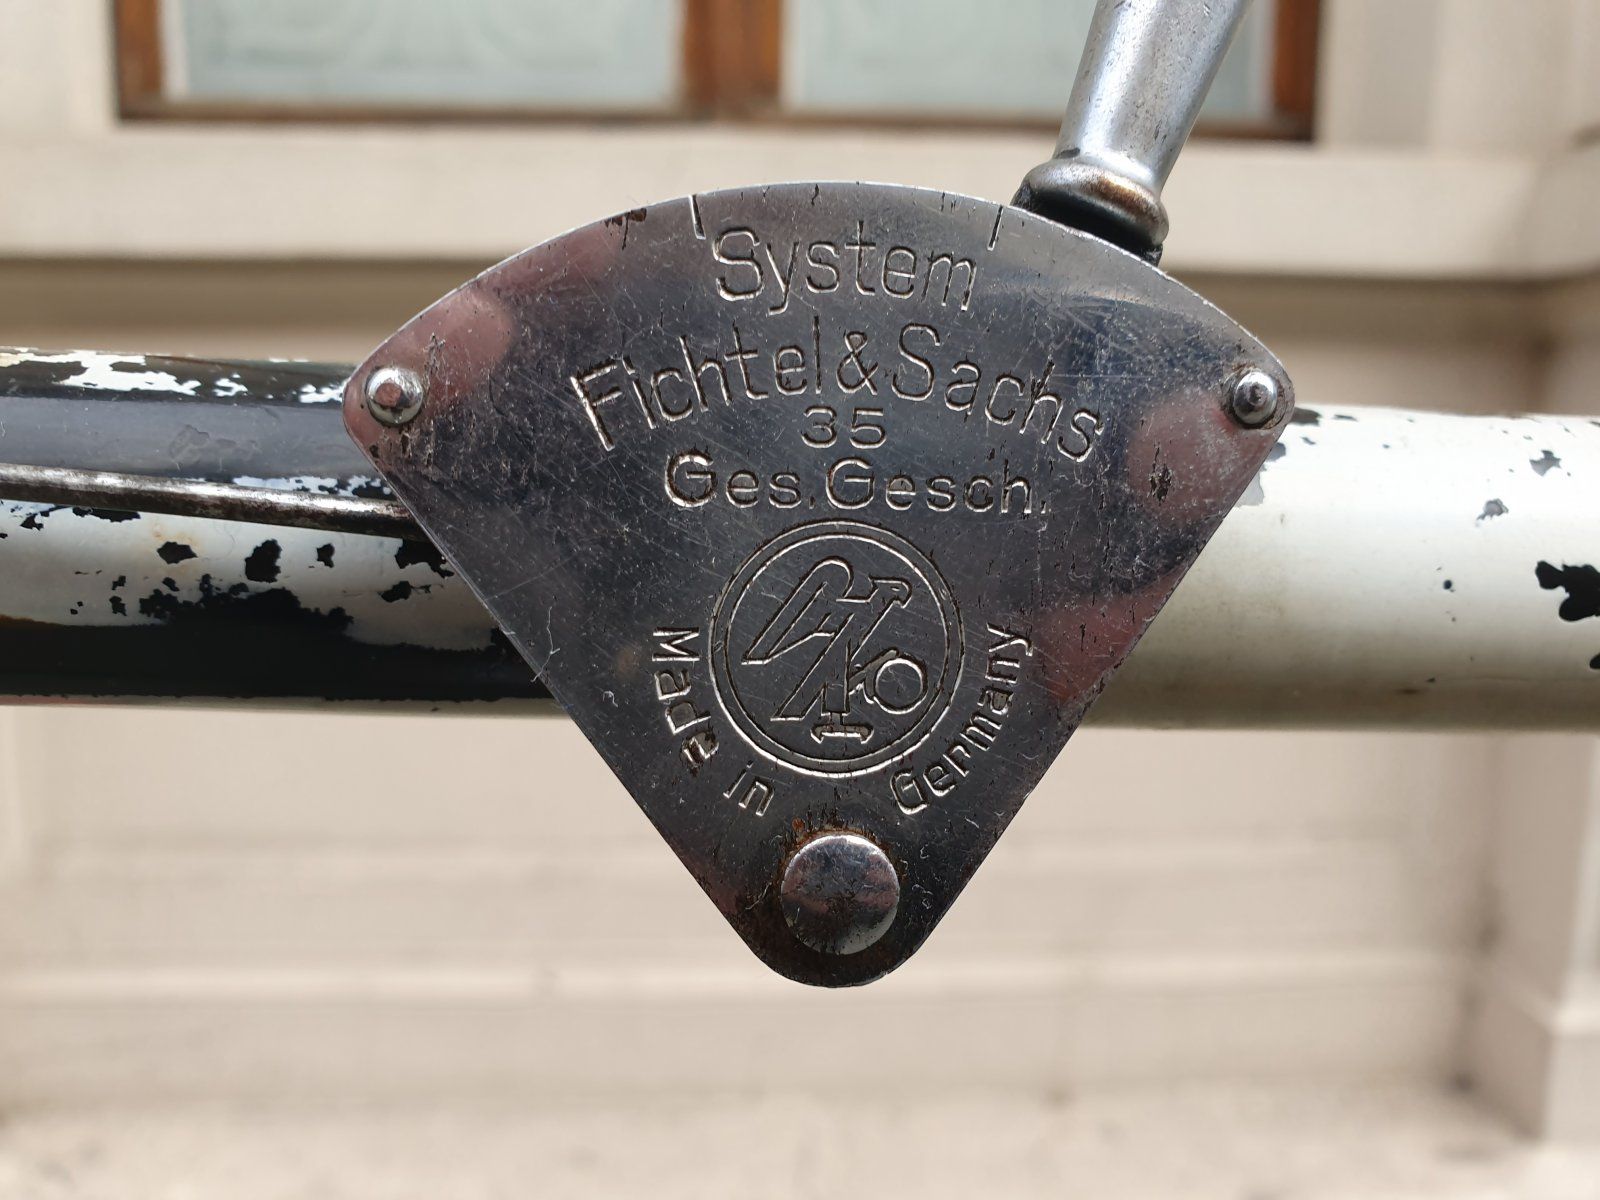 System
Fichtel & Sachs
35
Ges. Gesch.
Made in Germany